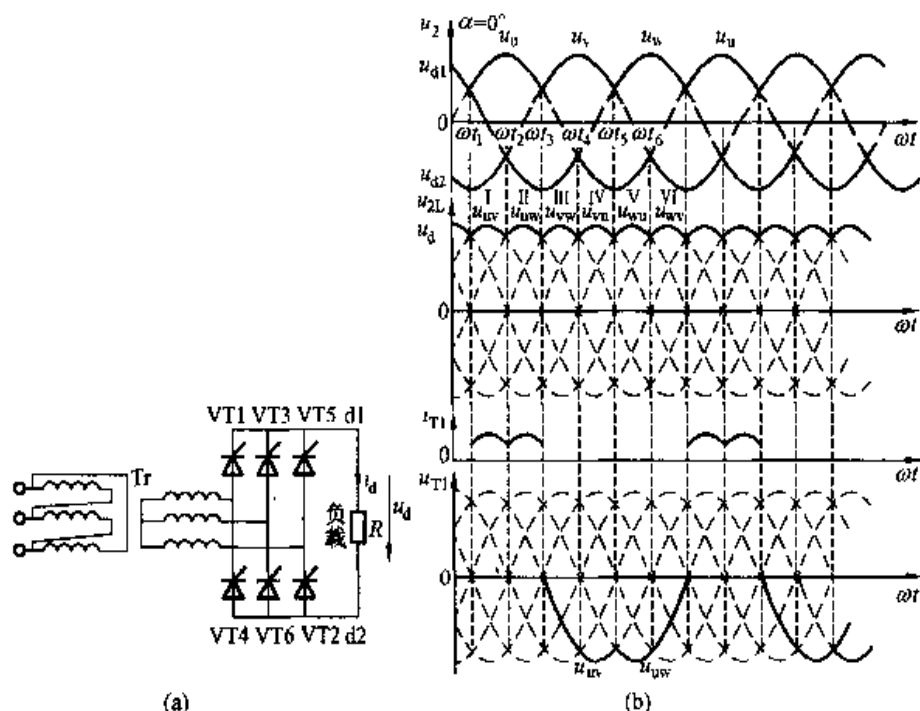 u₂
α=0°
u_u
u_v
u_w
u_u
u_d1
0
ωt₁
ωt₂
ωt₃
ωt₄
ωt₅
ωt₆
ωt
u_d2
u_2L
I
II
III
IV
V
VI
u_uv
u_uw
u_vw
u_vu
u_wu
u_wv
u_d
0
ωt
i_T1
0
ωt
u_T1
0
ωt
u_uv
u_uw
VT1
VT3
VT5
d1
Tr
i_d
u_d
负
载
R
VT4
VT6
VT2
d2
(a)
(b)